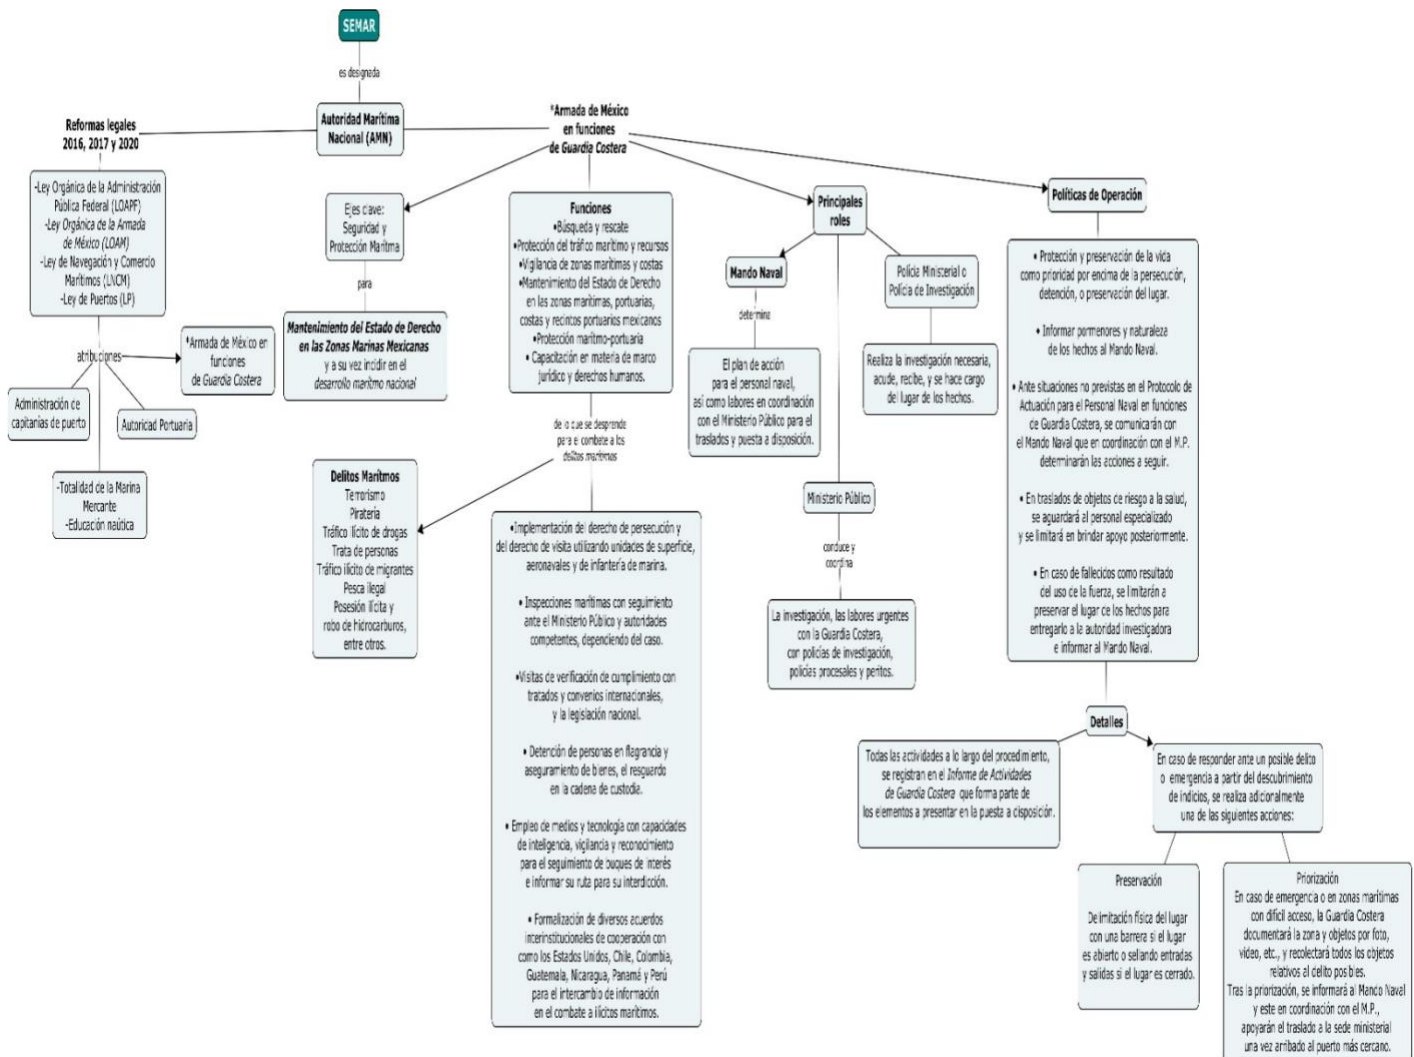 SEMAR
es designada
Autoridad Marítima
Nacional (AMN)
Reformas legales
2016, 2017 y 2020
-Ley Orgánica de la Administración
Pública Federal (LOAPF)
-Ley Orgánica de la Armada
de México (LOAM)
-Ley de Navegación y Comercio
Marítimos (LNCM)
-Ley de Puertos (LP)
atribuciones
*Armada de México en
funciones
de Guardia Costera
Administración de
capitanías de puerto
Autoridad Portuaria
-Totalidad de la Marina
Mercante
-Educación naútica
*Armada de México
en funciones
de Guardia Costera
Ejes clave:
Seguridad y
Protección Marítma
para
Mantenimiento del Estado de Derecho
en las Zonas Marinas Mexicanas
y a su vez incidir en el
desarrollo marítmo nacional
Funciones
•Búsqueda y rescate
•Protección del tráfico marítimo y recursos
•Vigilancia de zonas marítimas y costas
•Mantenimiento del Estado de Derecho
en las zonas marítimas, portuarias,
costas y recintos portuarios mexicanos
•Protección marítmo-portuaria
• Capacitación en materia de marco
jurídico y derechos humanos.
de lo que se desprende
para el combate a los
delitos marítimos
Delitos Marítmos
Terrorismo
Piratería
Tráfico ilícito de drogas
Trata de personas
Tráfico ilícito de migrantes
Pesca ilegal
Posesión ilícita y
robo de hidrocarburos,
entre otros.
•Implementación del derecho de persecución y
del derecho de visita utilizando unidades de superficie,
aeronavales y de infantería de marina.
• Inspecciones marítimas con seguimiento
ante el Ministerio Público y autoridades
competentes, dependiendo del caso.
•Visitas de verificación de cumplimiento con
tratados y convenios internacionales,
y la legislación nacional.
• Detención de personas en flagrancia y
aseguramiento de bienes, el resguardo
en la cadena de custodia.
• Empleo de medios y tecnología con capacidades
de inteligencia, vigilancia y reconocimiento
para el seguimiento de buques de interés
e informar su ruta para su interdicción.
• Formalización de diversos acuerdos
interinstitucionales de cooperación con
como los Estados Unidos, Chile, Colombia,
Guatemala, Nicaragua, Panamá y Perú
para el intercambio de información
en el combate a ilícitos marítimos.
Principales
roles
Mando Naval
determina
El plan de acción
para el personal naval,
así como labores en coordinación
con el Ministerio Público para el
traslados y puesta a disposición.
Policía Ministerial o
Policía de Investigación
Realiza la investigación necesaria,
acude, recibe, y se hace cargo
del lugar de los hechos.
Ministerio Público
conduce y
coordina
La investigación, las labores urgentes
con la Guardia Costera,
con policías de investigación,
policías procesales y peritos.
Políticas de Operación
• Protección y preservación de la vida
como prioridad por encima de la persecución,
detención, o preservación del lugar.
• Informar pormenores y naturaleza
de los hechos al Mando Naval.
• Ante situaciones no previstas en el Protocolo de
Actuación para el Personal Naval en funciones
de Guardia Costera, se comunicarán con
el Mando Naval que en coordinación con el M.P.
determinarán las acciones a seguir.
• En traslados de objetos de riesgo a la salud,
se aguardará al personal especializado
y se limitará en brindar apoyo posteriormente.
• En caso de fallecidos como resultado
del uso de la fuerza, se limitarán a
preservar el lugar de los hechos para
entregarlo a la autoridad investigadora
e informar al Mando Naval.
Detalles
Todas las actividades a lo largo del procedimiento,
se registran en el Informe de Actividades
de Guardia Costera que forma parte de
los elementos a presentar en la puesta a disposición.
En caso de responder ante un posible delito
o emergencia a partir del descubrimiento
de indicios, se realiza adicionalmente
una de las siguientes acciones:
Preservación
Delimitación física del lugar
con una barrera si el lugar
es abierto o sellando entradas
y salidas si el lugar es cerrado.
Priorización
En caso de emergencia o en zonas marítimas
con difícil acceso, la Guardia Costera
documentará la zona y objetos por foto,
video, etc., y recolectará todos los objetos
relativos al delito posibles.
Tras la priorización, se informará al Mando Naval
y este en coordinación con el M.P.,
apoyarán el traslado a la sede ministerial
una vez arribado al puerto más cercano.